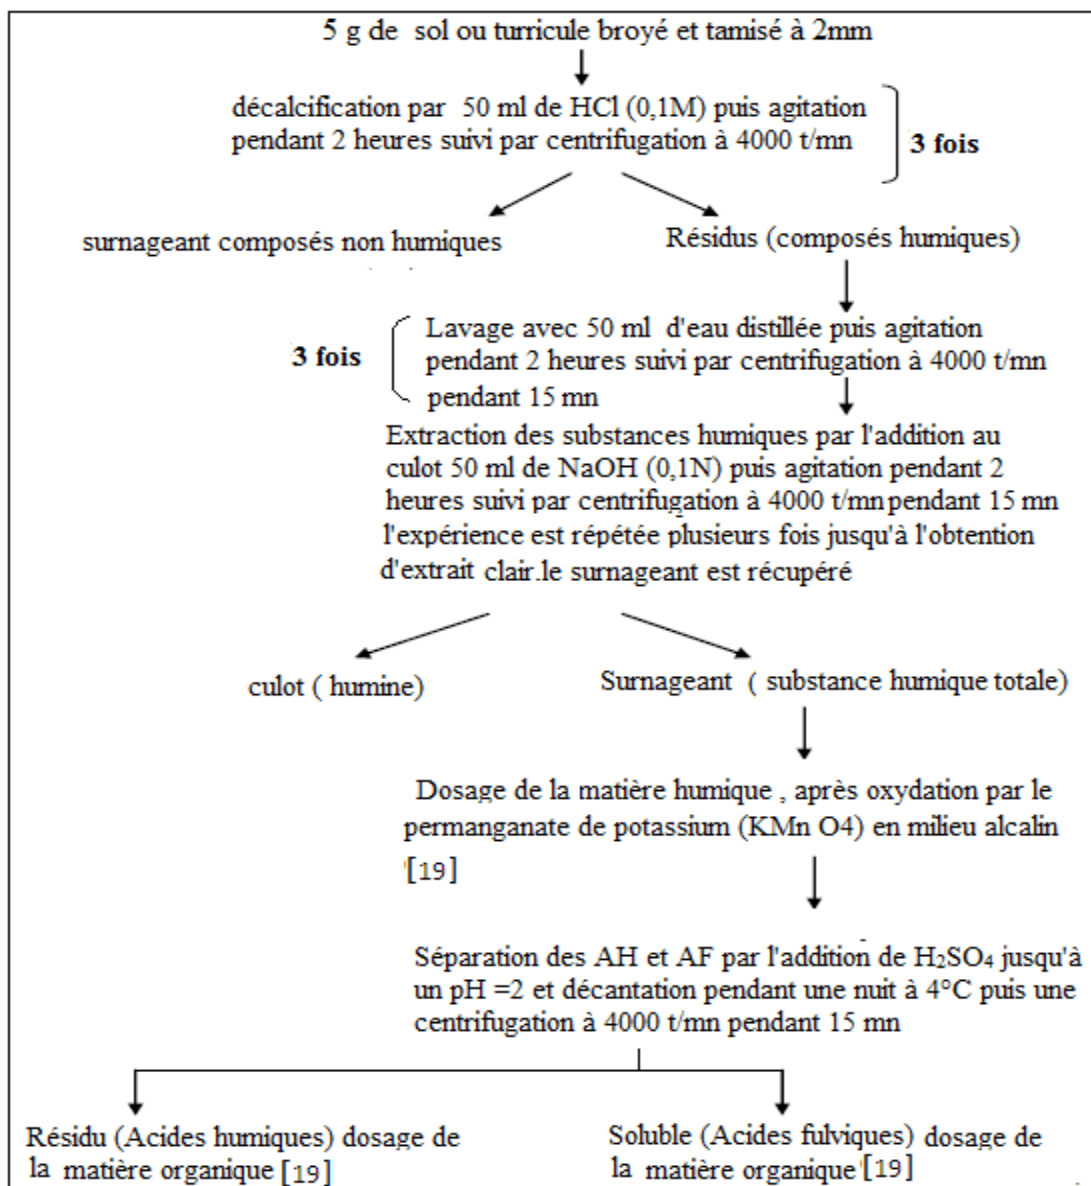 5 g de sol ou turricule broyé et tamisé à 2mm
décalcification par 50 ml de HCl (0,1M) puis agitation
pendant 2 heures suivi par centrifugation à 4000 t/mn
3 fois
surnageant composés non humiques
Résidus (composés humiques)
3 fois
Lavage avec 50 ml d'eau distillée puis agitation
pendant 2 heures suivi par centrifugation à 4000 t/mn
pendant 15 mn
Extraction des substances humiques par l'addition au
culot 50 ml de NaOH (0,1N) puis agitation pendant 2
heures suivi par centrifugation à 4000 t/mn pendant 15 mn
l'expérience est répétée plusieurs fois jusqu'à l'obtention
d'extrait clair.le surnageant est récupéré
culot ( humine)
Surnageant ( substance humique totale)
Dosage de la matière humique , après oxydation par le
permanganate de potassium (KMn O4) en milieu alcalin
[19]
Séparation des AH et AF par l'addition de H₂SO₄ jusqu'à
un pH =2 et décantation pendant une nuit à 4°C puis une
centrifugation à 4000 t/mn pendant 15 mn
Résidu (Acides humiques) dosage de
la matière organique [19]
Soluble (Acides fulviques) dosage de
la matière organique [19]